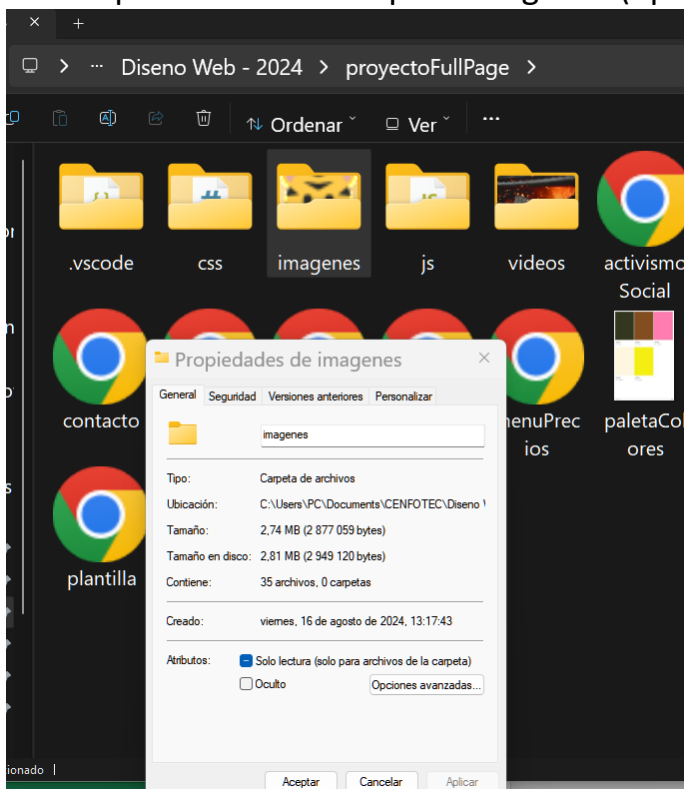 Diseno Web - 2024 > proyectoFullPage >
Ordenar
Ver
.vscode
css
imagenes
js
videos
activismo
Social
contacto
ios
paletaCol
ores
plantilla
Propiedades de imagenes
General
Seguridad
Versiones anteriores
Personalizar
imagenes
Tipo:
Carpeta de archivos
Ubicación:
C:\Users\PC\Documents\CENFOTEC\Diseno
Tamaño:
2,74 MB (2 877 059 bytes)
Tamaño en disco:
2,81 MB (2 949 120 bytes)
Contiene:
35 archivos, 0 carpetas
Creado:
viernes, 16 de agosto de 2024, 13:17:43
Atributos:
Solo lectura (solo para archivos de la carpeta)
Oculto
Opciones avanzadas...
Aceptar
Cancelar
Aplicar